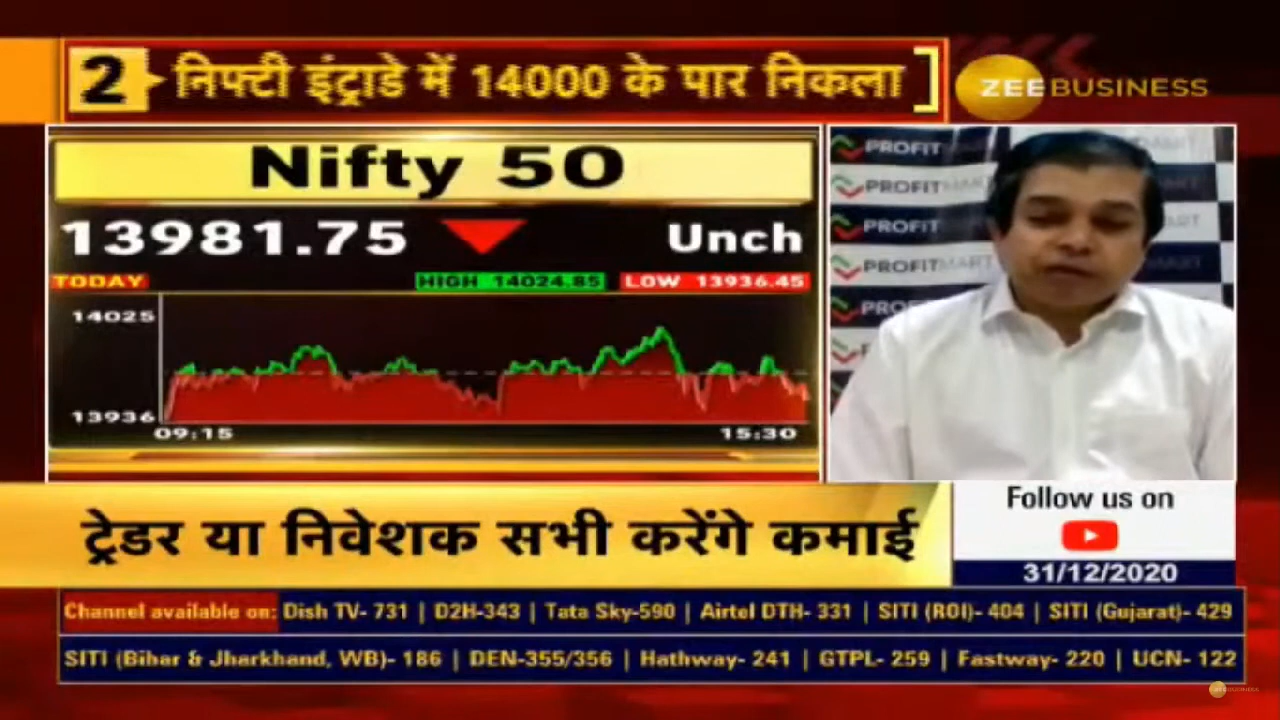 2 निफ्टी इंट्राडे में 14000 के पार निकला
ZEEBUSINESS
Nifty 50
13981.75 Unch
TODAY HIGH 14024.85 LOW 13936.45
14025
13936
09:15 15:30
PROFIT
PROFITMART
PROFIT
PROFITMART
PROFIT
ट्रेडर या निवेशक सभी करेंगे कमाई
Follow us on
31/12/2020
Channel available on: Dish TV- 731 | D2H-343 | Tata Sky-590 | Airtel DTH- 331 | SITI (ROI)- 404 | SITI (Gujarat)- 429
SITI (Bihar & Jharkhand, WB)- 186 | DEN-355/356 | Hathway- 241 | GTPL- 259 | Fastway- 220 | UCN- 122